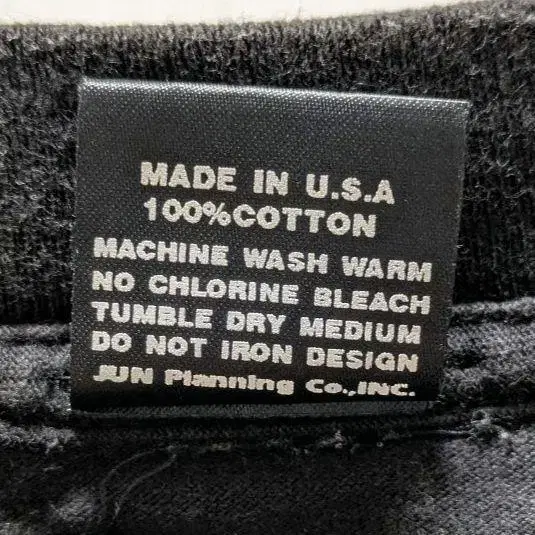 MADE IN U.S.A
100%COTTON
MACHINE WASH WARM
NO CHLORINE BLEACH
TUMBLE DRY MEDIUM
DO NOT IRON DESIGN
JUN Planning Co.,INC.